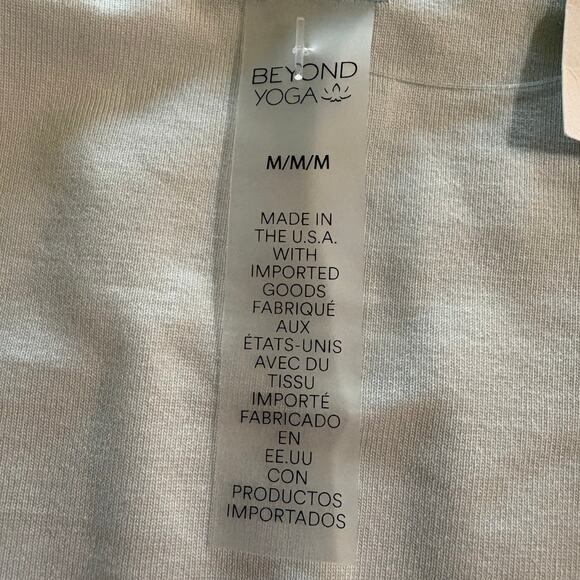 BEYOND
YOGA
M/M/M
MADE IN
THE U.S.A.
WITH
IMPORTED
GOODS
FABRIQUÉ
AUX
ÉTATS-UNIS
AVEC DU
TISSU
IMPORTÉ
FABRICADO
EN
EE.UU
CON
PRODUCTOS
IMPORTADOS